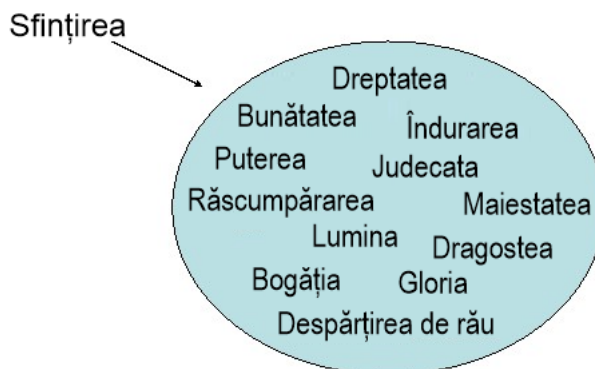 Sfințirea
Dreptatea
Bunătatea
Îndurarea
Puterea
Judecata
Răscumpărarea
Maiestatea
Lumina
Dragostea
Bogăția
Gloria
Despărțirea de rău